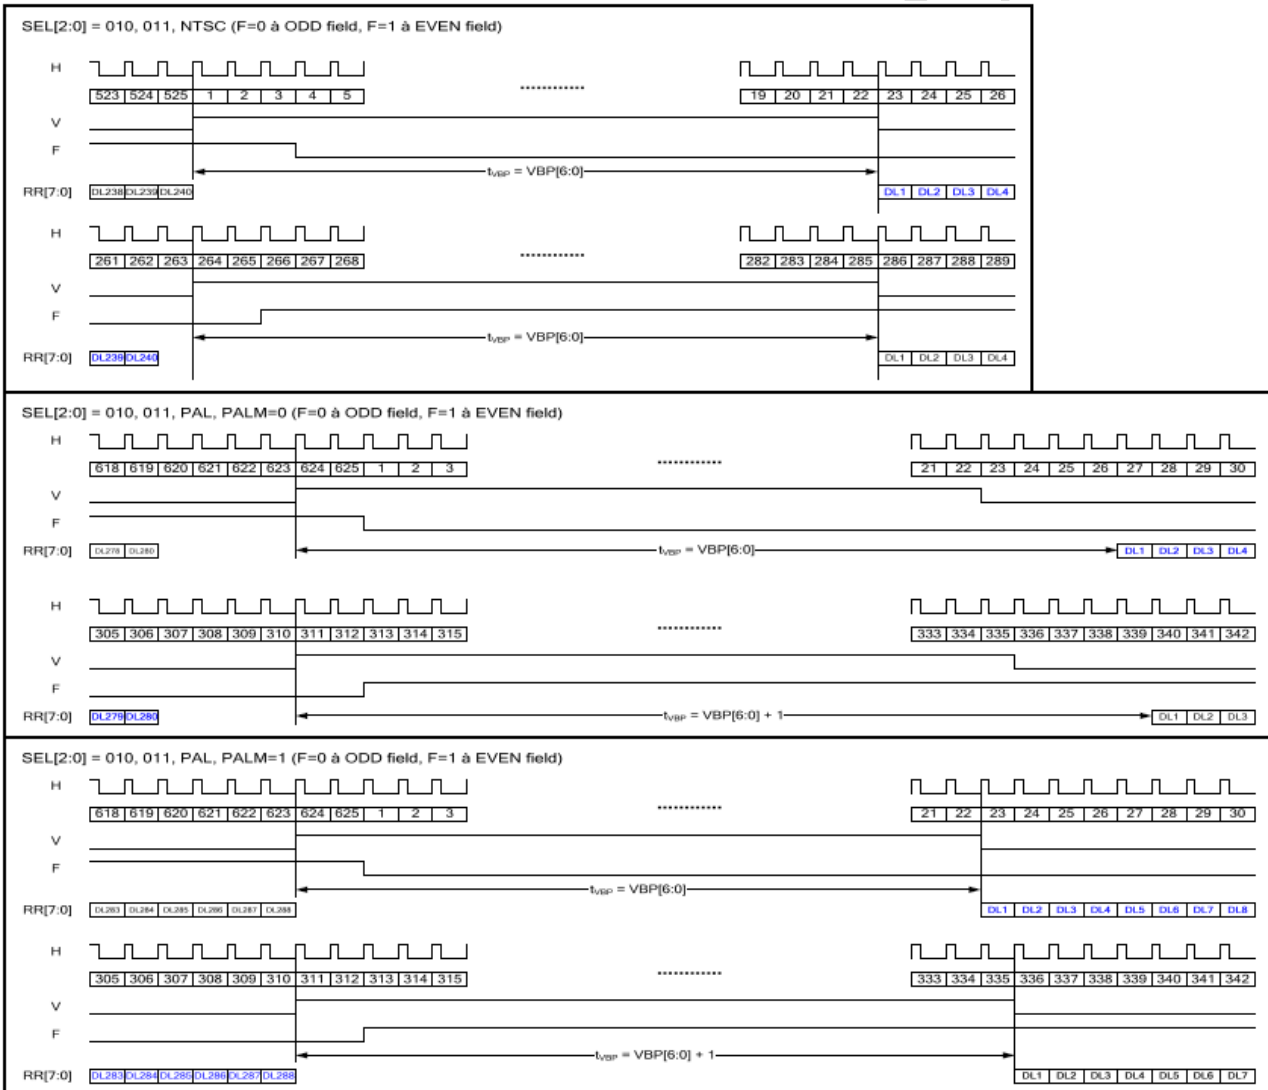 SEL[2:0] = 010, 011, NTSC (F=0 à ODD field, F=1 à EVEN field)
H
523 524 525 1 2 3 4 5 ............ 19 20 21 22 23 24 25 26
V
F
tVBP = VBP[6:0]
RR[7:0] DL238 DL239 DL240 DL1 DL2 DL3 DL4
H
261 262 263 264 265 266 267 268 ............ 282 283 284 285 286 287 288 289
V
F
tVBP = VBP[6:0]
RR[7:0] DL239 DL240 DL1 DL2 DL3 DL4
SEL[2:0] = 010, 011, PAL, PALM=0 (F=0 à ODD field, F=1 à EVEN field)
H
618 619 620 621 622 623 624 625 1 2 3 ............ 21 22 23 24 25 26 27 28 29 30
V
F
RR[7:0] DL280 tVBP = VBP[6:0] DL1 DL2 DL3 DL4
H
305 306 307 308 309 310 311 312 313 314 315 ............ 333 334 335 336 337 338 339 340 341 342
V
F
RR[7:0] DL279 DL280 tVBP = VBP[6:0] + 1 DL1 DL2 DL3
SEL[2:0] = 010, 011, PAL, PALM=1 (F=0 à ODD field, F=1 à EVEN field)
H
618 619 620 621 622 623 624 625 1 2 3 ............ 21 22 23 24 25 26 27 28 29 30
V
F
tVBP = VBP[6:0]
RR[7:0] DL283 DL284 DL285 DL286 DL287 DL288 DL1 DL2 DL3 DL4 DL5 DL6 DL7 DL8
H
305 306 307 308 309 310 311 312 313 314 315 ............ 333 334 335 336 337 338 339 340 341 342
V
F
tVBP = VBP[6:0] + 1
RR[7:0] DL283 DL284 DL285 DL286 DL287 DL288 DL1 DL2 DL3 DL4 DL5 DL6 DL7